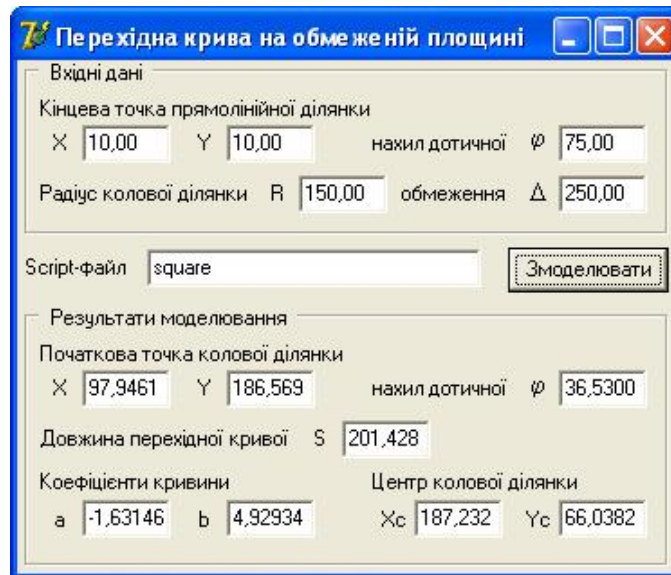 Перехідна крива на обмеженій площині
Вхідні дані
Кінцева точка прямолінійної ділянки
X 10,00 Y 10,00 нахил дотичної φ 75,00
Радіус колової ділянки R 150,00 обмеження Δ 250,00
Script-файл square Змоделювати
Результати моделювання
Початкова точка колової ділянки
X 97,9461 Y 186,569 нахил дотичної φ 36,5300
Довжина перехідної кривої S 201,428
Коефіцієнти кривини Центр колової ділянки
a -1,63146 b 4,92934 Xc 187,232 Yc 66,0382